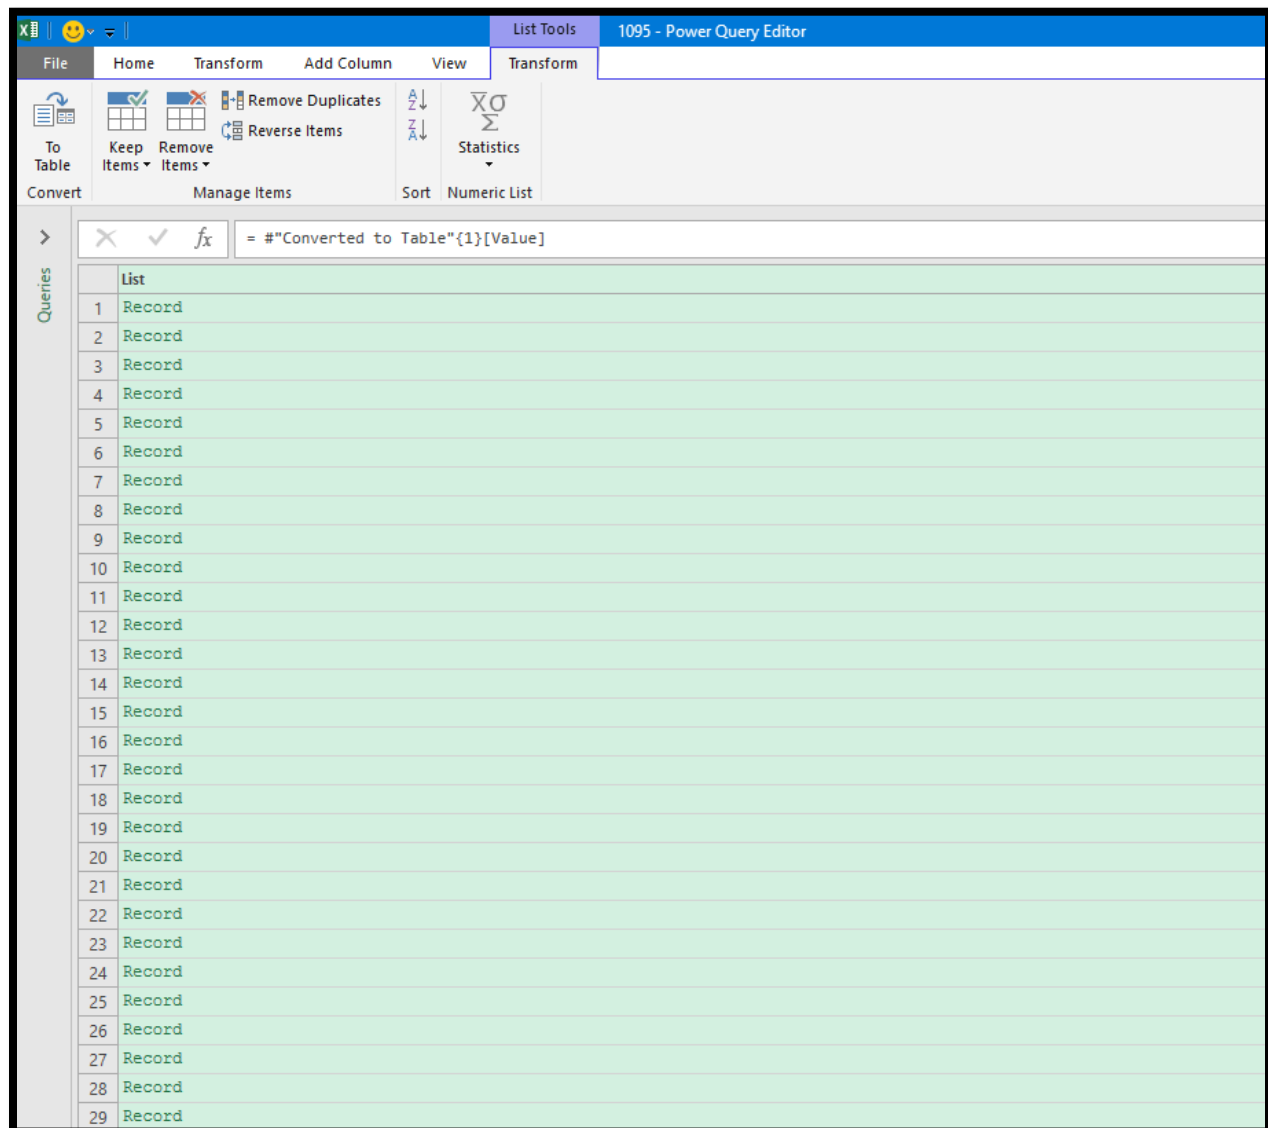 List Tools 1095 - Power Query Editor
File Home Transform Add Column View Transform
To Table
Keep Items
Remove Items
Remove Duplicates
Reverse Items
Statistics
Convert Manage Items Sort Numeric List
fx = #"Converted to Table"{1}[Value]
Queries
List
1 Record
2 Record
3 Record
4 Record
5 Record
6 Record
7 Record
8 Record
9 Record
10 Record
11 Record
12 Record
13 Record
14 Record
15 Record
16 Record
17 Record
18 Record
19 Record
20 Record
21 Record
22 Record
23 Record
24 Record
25 Record
26 Record
27 Record
28 Record
29 Record